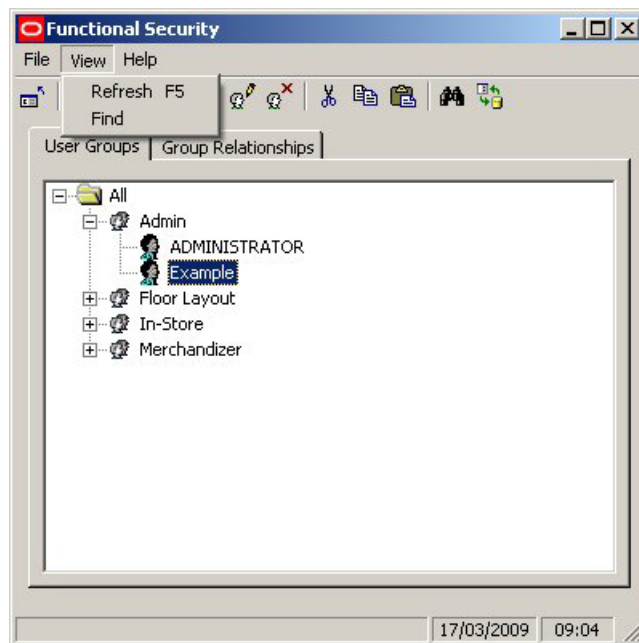 Functional Security
File View Help
Refresh F5
Find
User Groups Group Relationships
All
Admin
ADMINISTRATOR
Example
Floor Layout
In-Store
Merchandizer
17/03/2009 09:04